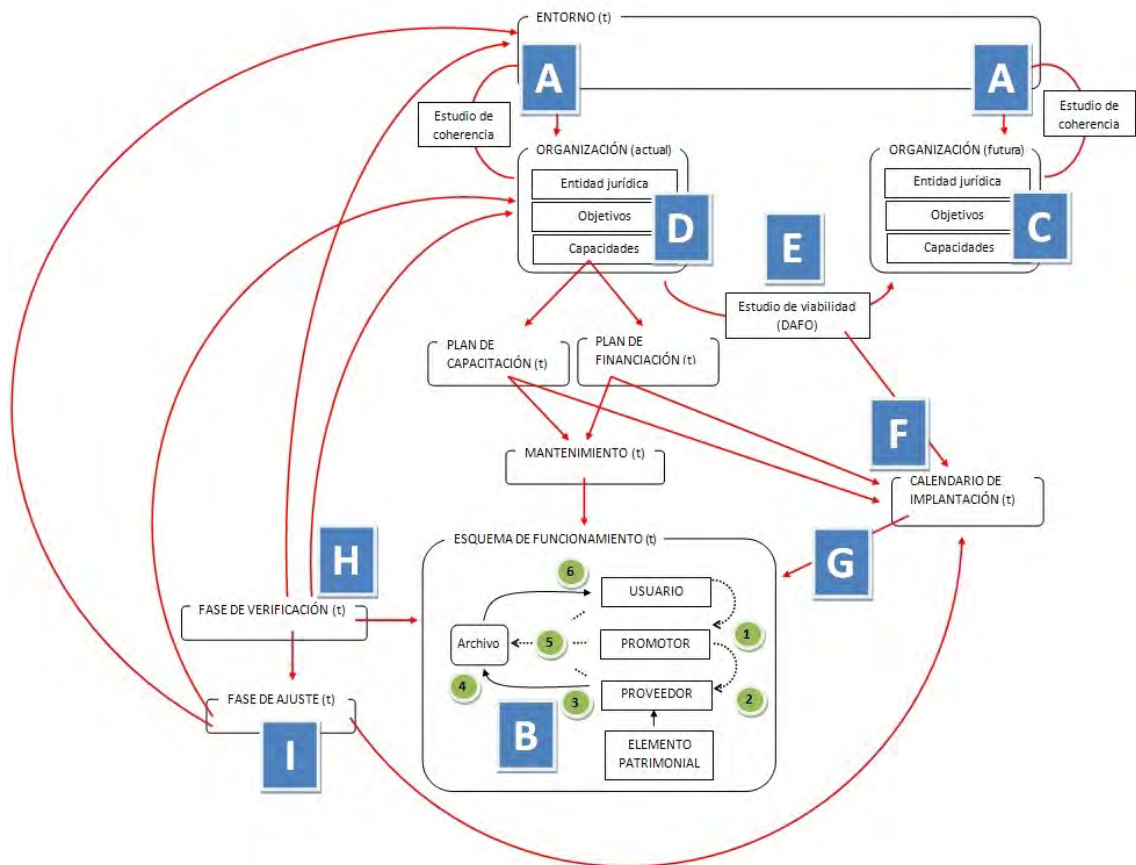 ENTORNO (t)
A
A
Estudio de
coherencia
Estudio de
coherencia
ORGANIZACIÓN (actual)
Entidad jurídica
Objetivos
Capacidades
D
ORGANIZACIÓN (futura)
Entidad jurídica
Objetivos
Capacidades
C
E
Estudio de viabilidad
(DAFO)
PLAN DE
CAPACITACIÓN (t)
PLAN DE
FINANCIACIÓN (t)
F
MANTENIMIENTO (t)
CALENDARIO DE
IMPLANTACIÓN (t)
G
H
ESQUEMA DE FUNCIONAMIENTO (t)
6
USUARIO
1
Archivo
5
PROMOTOR
4
3
PROVEEDOR
2
B
ELEMENTO
PATRIMONIAL
FASE DE VERIFICACIÓN (t)
FASE DE AJUSTE (t)
I